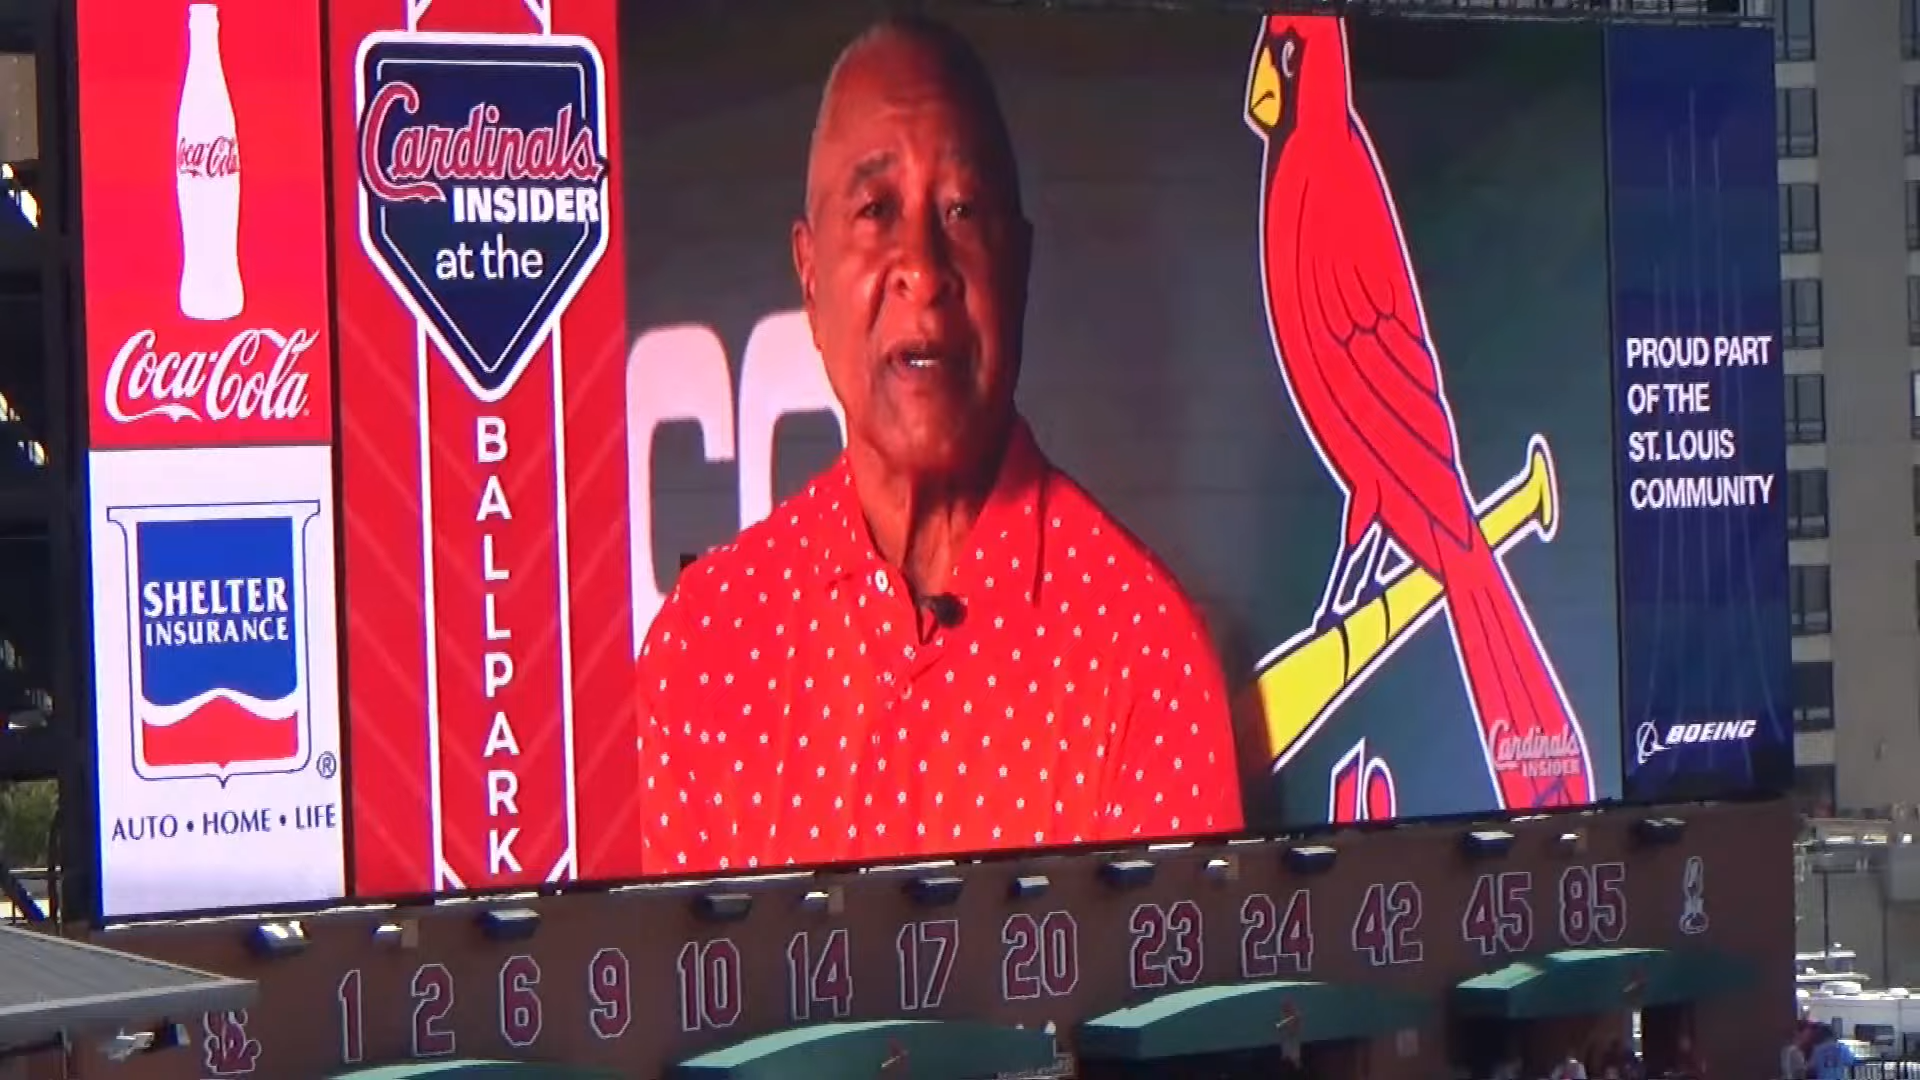 Coca-Cola
Coca-Cola
SHELTER
INSURANCE
®
AUTO • HOME • LIFE
Cardinals
INSIDER
at the
BALLPARK
PROUD PART
OF THE
ST. LOUIS
COMMUNITY
BOEING
Cardinals
INSIDER
1 2 6 9 10 14 17 20 23 24 42 45 85